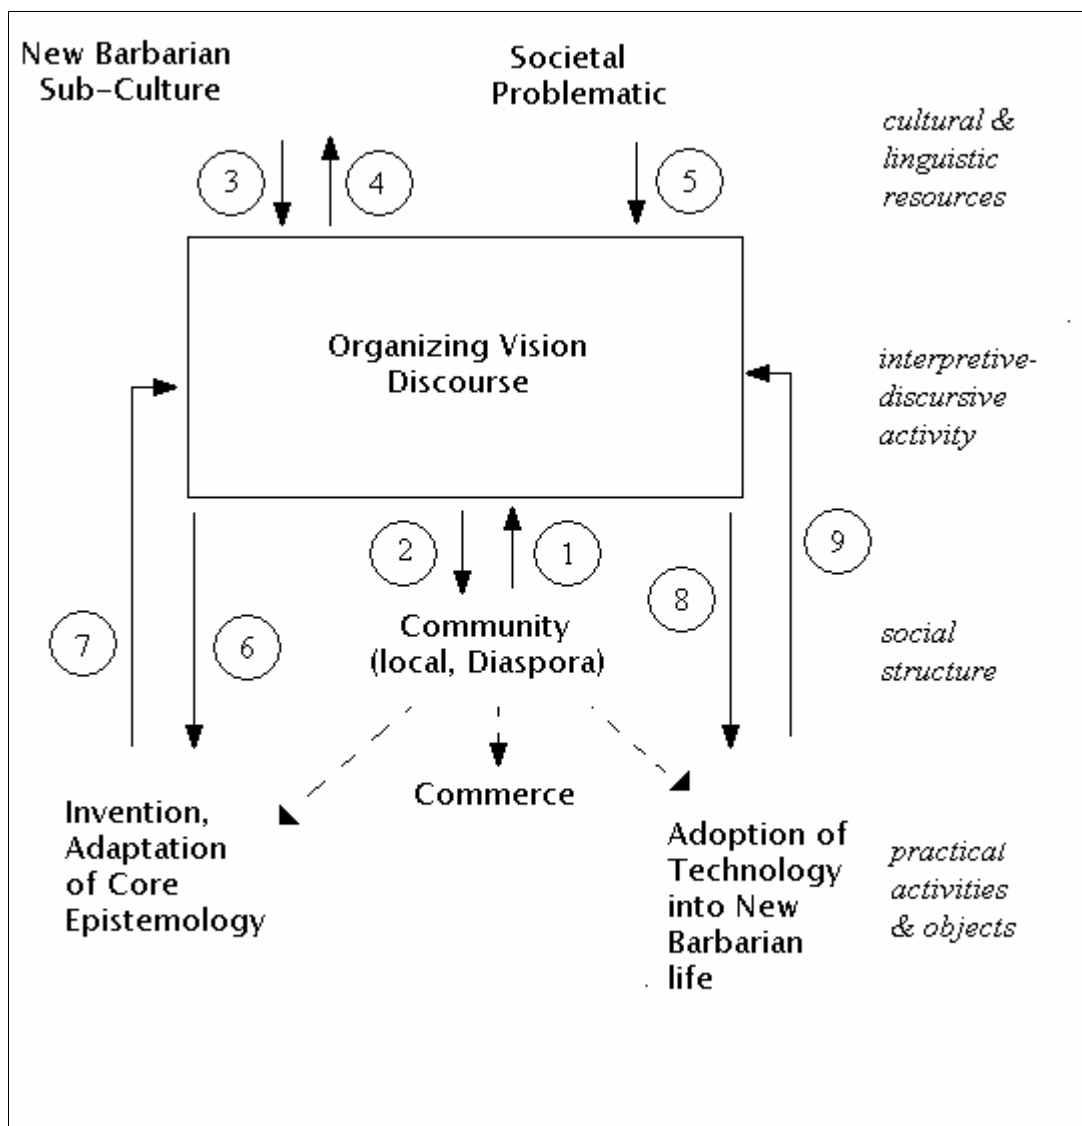 New Barbarian
Sub-Culture
Societal
Problematic
cultural &
linguistic
resources
3
4
5
Organizing Vision
Discourse
interpretive-
discursive
activity
2
1
9
8
7
6
Community
(local, Diaspora)
social
structure
Commerce
Invention,
Adaptation
of Core
Epistemology
Adoption of
Technology
into New
Barbarian
life
practical
activities
& objects